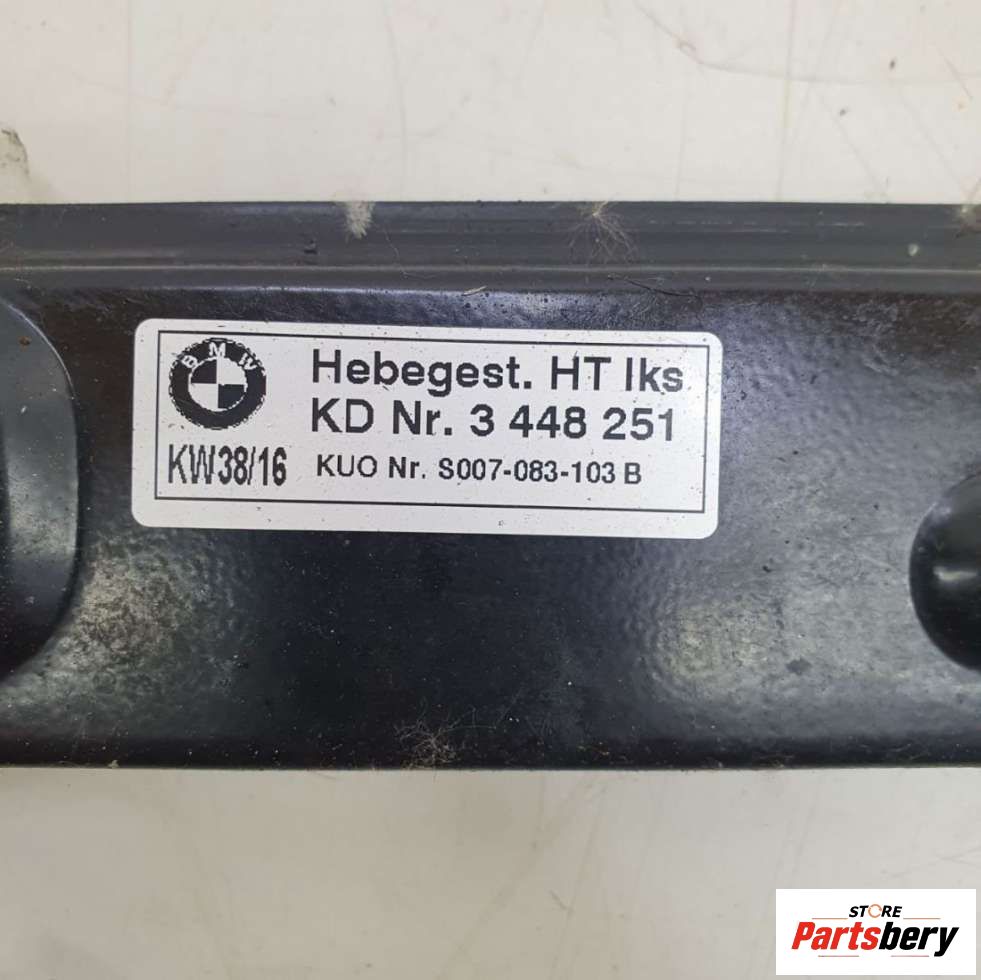 BMW
Hebegest. HT lks
KD Nr. 3 448 251
KW38/16
KUO Nr. S007-083-103 B
STORE
Partsbery